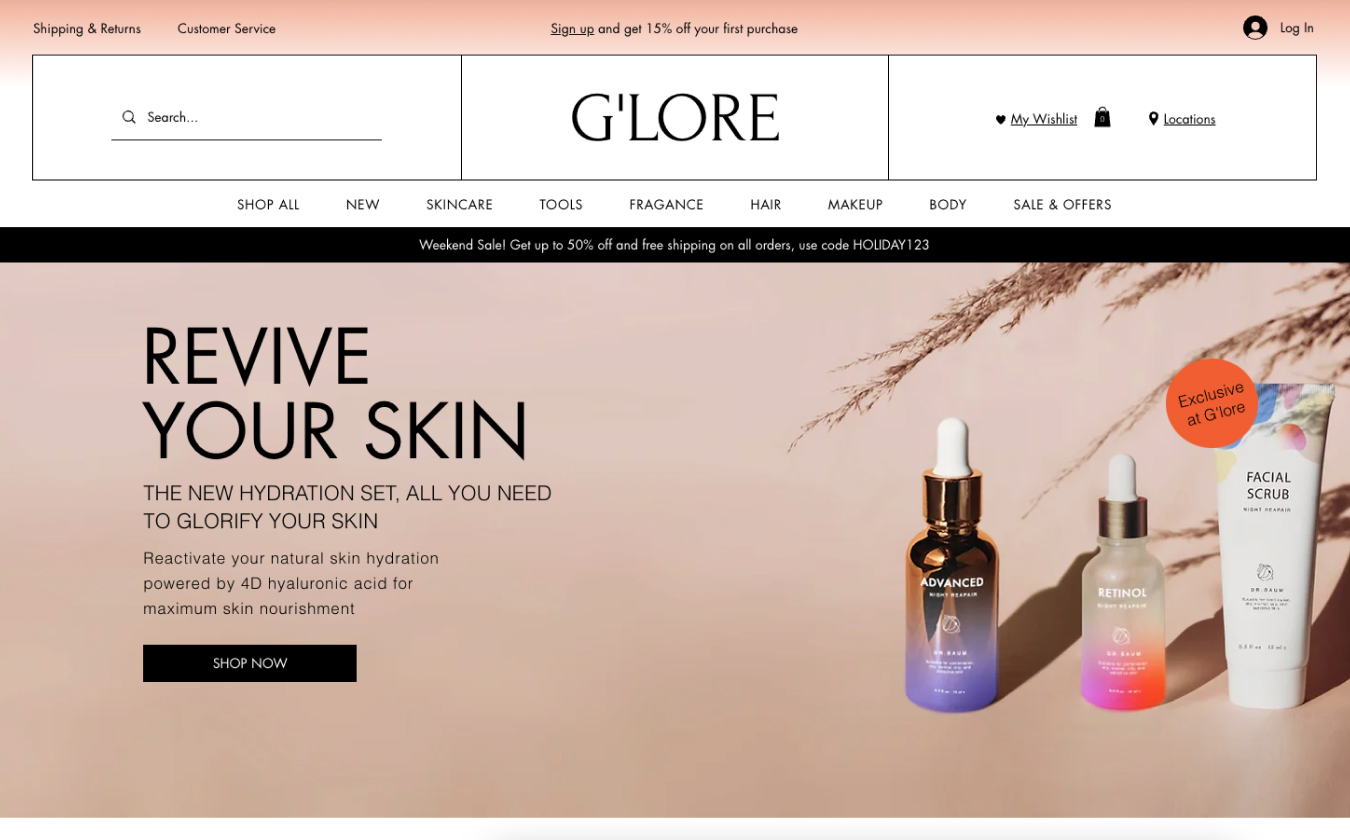 Shipping & Returns
Customer Service
Sign up and get 15% off your first purchase
Log In
Search...
G'LORE
My Wishlist
0
Locations
SHOP ALL
NEW
SKINCARE
TOOLS
FRAGANCE
HAIR
MAKEUP
BODY
SALE & OFFERS
Weekend Sale! Get up to 50% off and free shipping on all orders, use code HOLIDAY123
REVIVE
YOUR SKIN
THE NEW HYDRATION SET, ALL YOU NEED
TO GLORIFY YOUR SKIN
Reactivate your natural skin hydration
powered by 4D hyaluronic acid for
maximum skin nourishment
SHOP NOW
Exclusive
at G'lore
ADVANCED
NIGHT REAPAIR
DR.DAUM
RETINOL
NIGHT REAPAIR
DR.DAUM
FACIAL
SCRUB
NIGHT REAPAIR
DR.DAUM